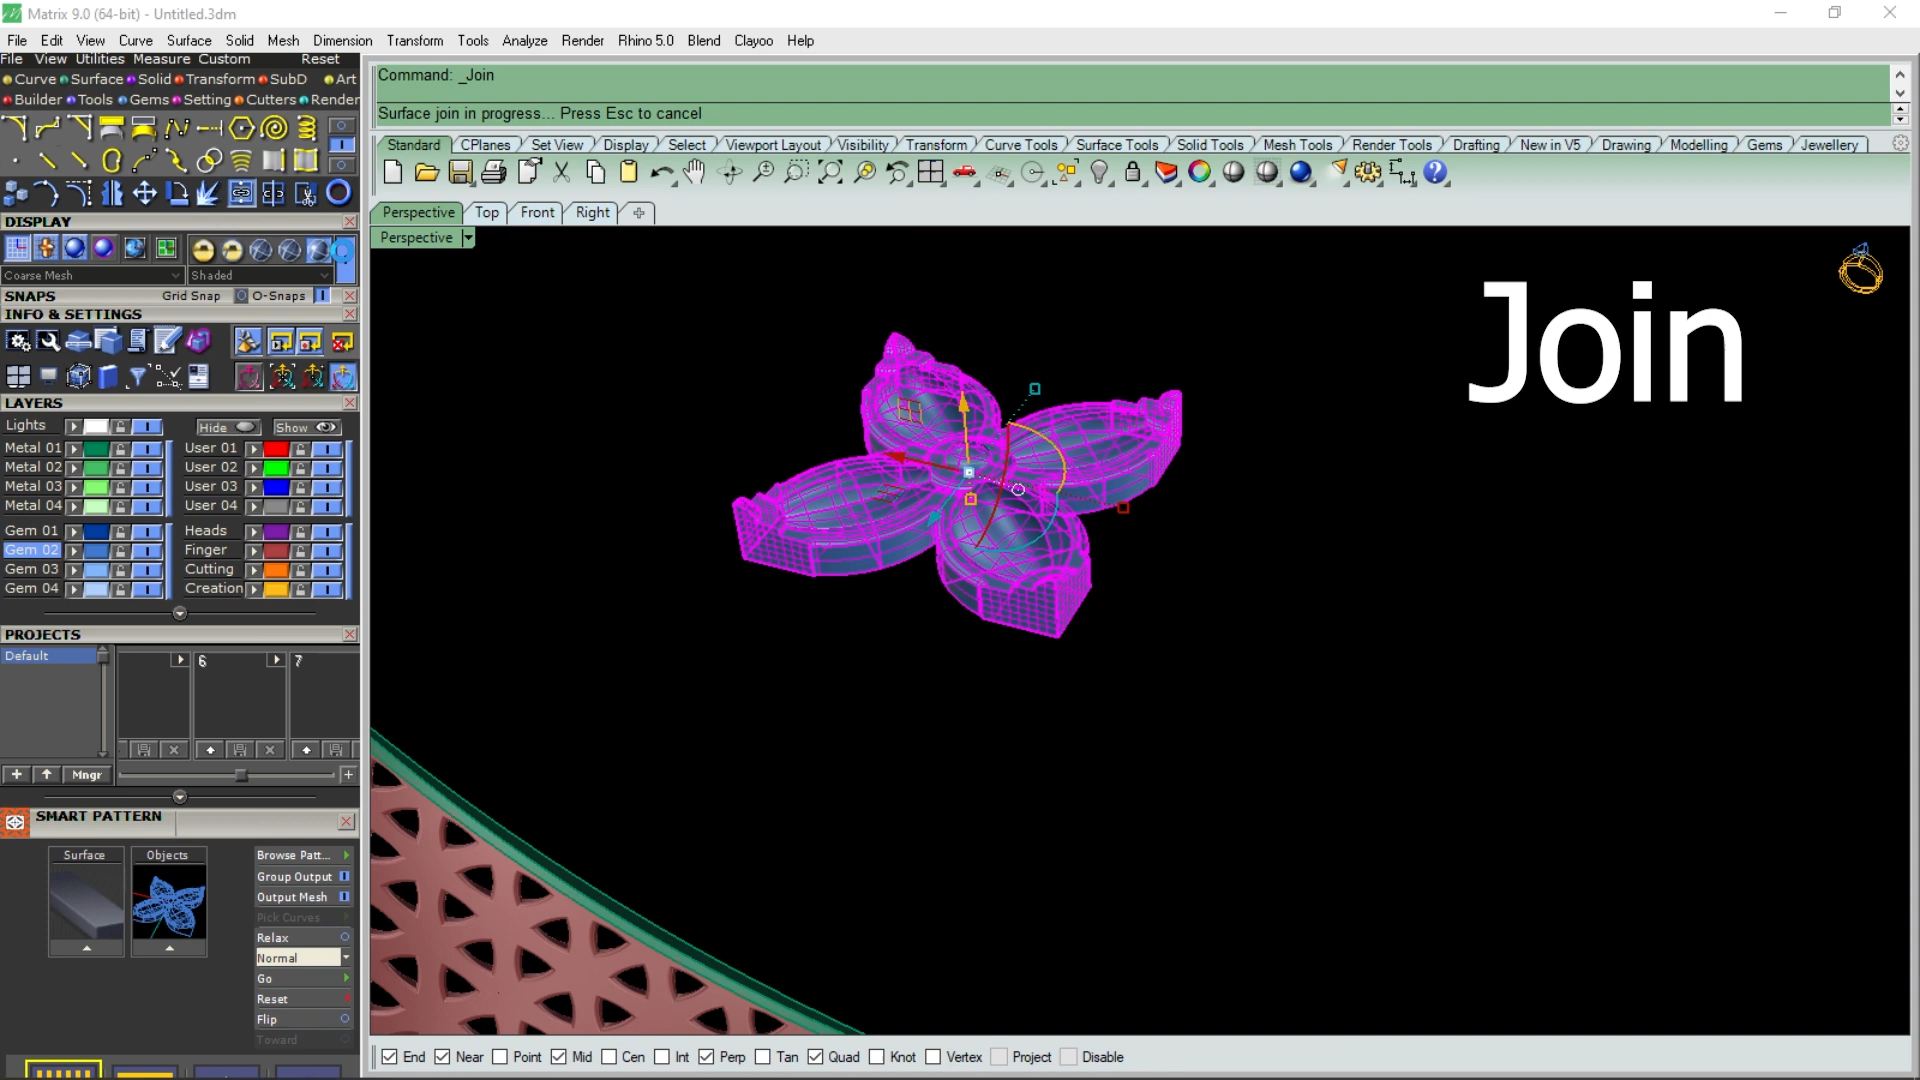 Matrix 9.0 (64-bit) - Untitled.3dm
File Edit View Curve Surface Solid Mesh Dimension Transform Tools Analyze Render Rhino 5.0 Blend Clayoo Help
File View Utilities Measure Custom Reset
Curve Surface Solid Transform SubD Art
Builder Tools Gems Setting Cutters Render
Command: _Join
Surface join in progress... Press Esc to cancel
Standard CPlanes Set View Display Select Viewport Layout Visibility Transform Curve Tools Surface Tools Solid Tools Mesh Tools Render Tools Drafting New in V5 Drawing Modelling Gems Jewellery
Perspective Top Front Right
Perspective
Join
DISPLAY
Coarse Mesh Shaded
SNAPS Grid Snap O-Snaps
INFO & SETTINGS
LAYERS
Lights Hide Show
Metal 01 User 01
Metal 02 User 02
Metal 03 User 03
Metal 04 User 04
Gem 01 Heads
Gem 02 Finger
Gem 03 Cutting
Gem 04 Creation
PROJECTS
Default 6 7
Mngr
SMART PATTERN
Surface Objects
Browse Patt...
Group Output
Output Mesh
Pick Curves
Relax
Normal
Go
Reset
Flip
Toward
End Near Point Mid Cen Int Perp Tan Quad Knot Vertex Project Disable